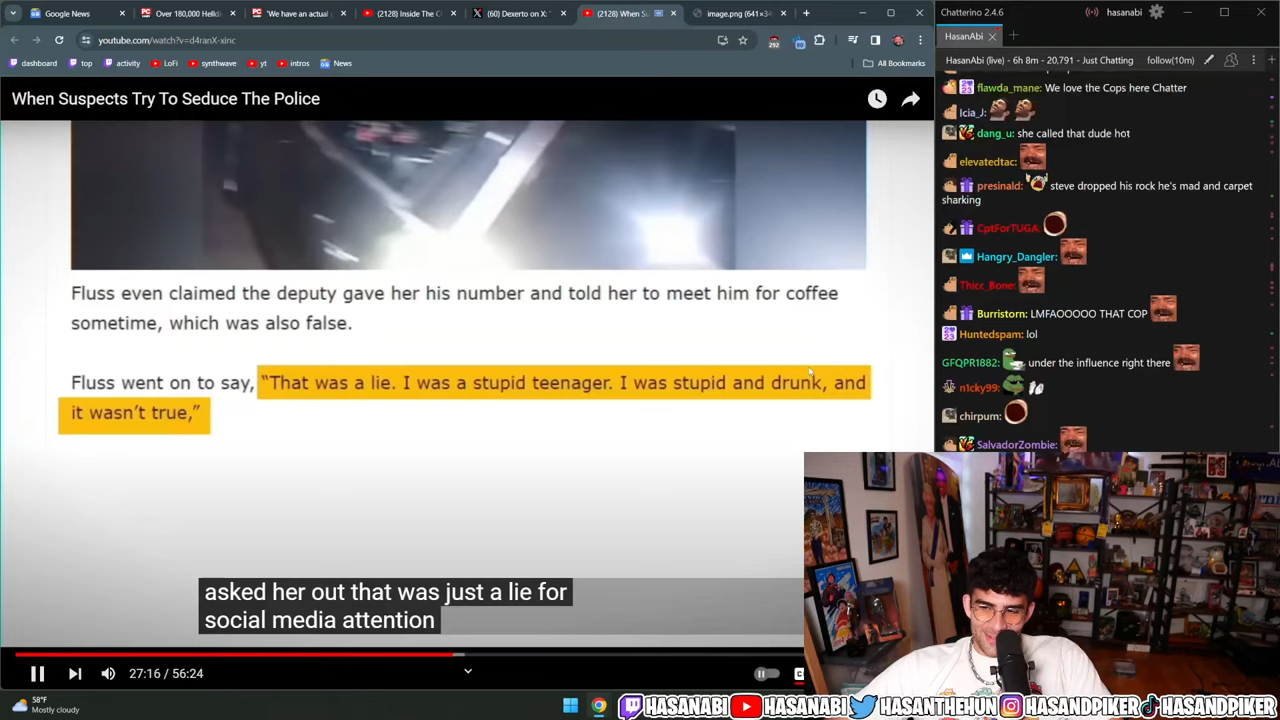 Google News
Over 180,000 Helld
"We have an actual g
(2128) Inside The C
(60) Dexerto on X: "
(2128) When Su
image.png (641×34
youtube.com/watch?v=d4ranX-xinc
292
dashboard
top
activity
LoFi
synthwave
yt
intros
News
All Bookmarks
When Suspects Try To Seduce The Police
Fluss even claimed the deputy gave her his number and told her to meet him for coffee
sometime, which was also false.
Fluss went on to say, “That was a lie. I was a stupid teenager. I was stupid and drunk, and
it wasn’t true,”
asked her out that was just a lie for
social media attention
27:16 / 56:24
58°F
Mostly cloudy
Chatterino 2.4.6
hasanabi
HasanAbi
HasanAbi (live) - 6h 8m - 20,791 - Just Chatting
follow(10m)
flawda_mane: We love the Cops here Chatter
Icia_J:
dang_u: she called that dude hot
elevatedtac:
presinald: steve dropped his rock he's mad and carpet
sharking
CptForTUGA:
Hangry_Dangler:
Thicc_Bone:
Burristorn: LMFAOOOOO THAT COP
Huntedspam: lol
GFQPR1882: under the influence right there
n1cky99:
chirpum:
SalvadorZombie:
HASANABI
HASANABI
HASANTHEHUN
HASANDPIKER
HASANDPIKER